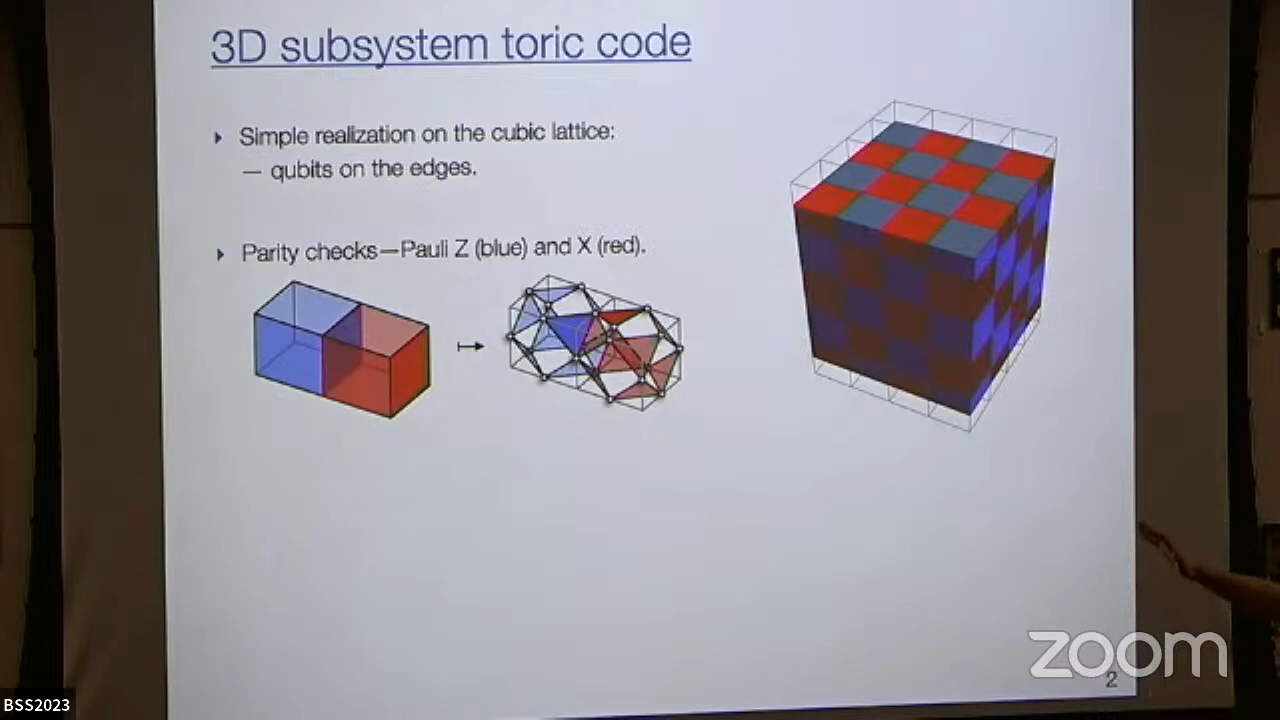 3D subsystem toric code
‣ Simple realization on the cubic lattice:
— qubits on the edges.
‣ Parity checks—Pauli Z (blue) and X (red).
zoom
2
BSS2023